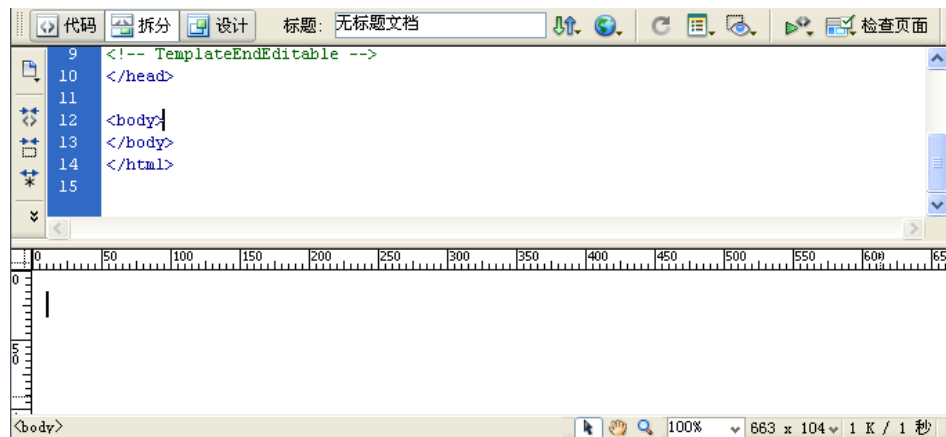 代码 拆分 设计 标题: 无标题文档 检查页面
9 <!-- TemplateEndEditable -->
10 </head>
11
12 <body>
13 </body>
14 </html>
15
0 50 100 150 200 250 300 350 400 450 500 550 600 65
0
50
<body> 100% 663 x 104 1 K / 1 秒